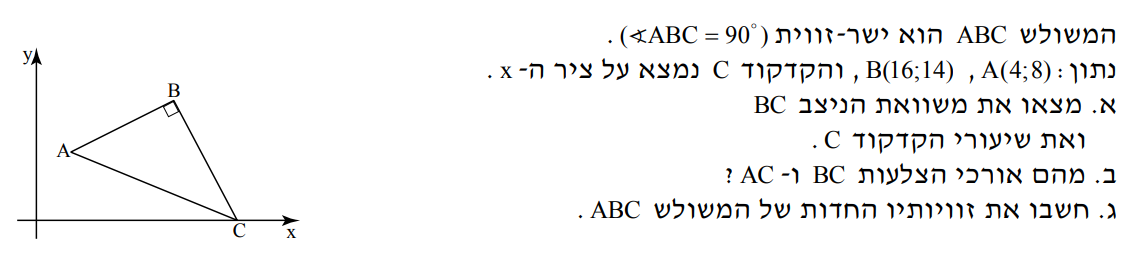 המשולש ABC הוא ישר-זווית (∢ABC = 90°) .
נתון : A(4;8) , B(16;14) , והקדקוד C נמצא על ציר ה- x .
א. מצאו את משוואת הניצב BC
ואת שיעורי הקדקוד C .
ב. מהם אורכי הצלעות BC ו- AC ?
ג. חשבו את זוויותיו החדות של המשולש ABC .
y
B
A
C
x